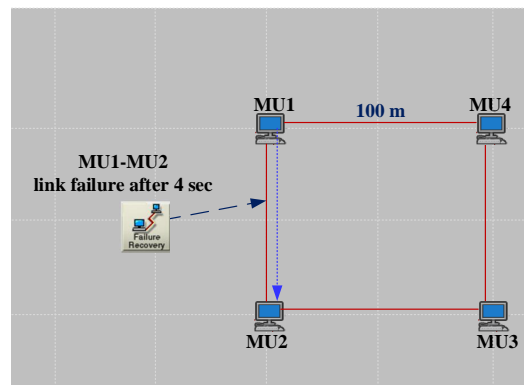 MU1
MU4
100 m
MU1-MU2
link failure after 4 sec
Failure
Recovery
MU2
MU3